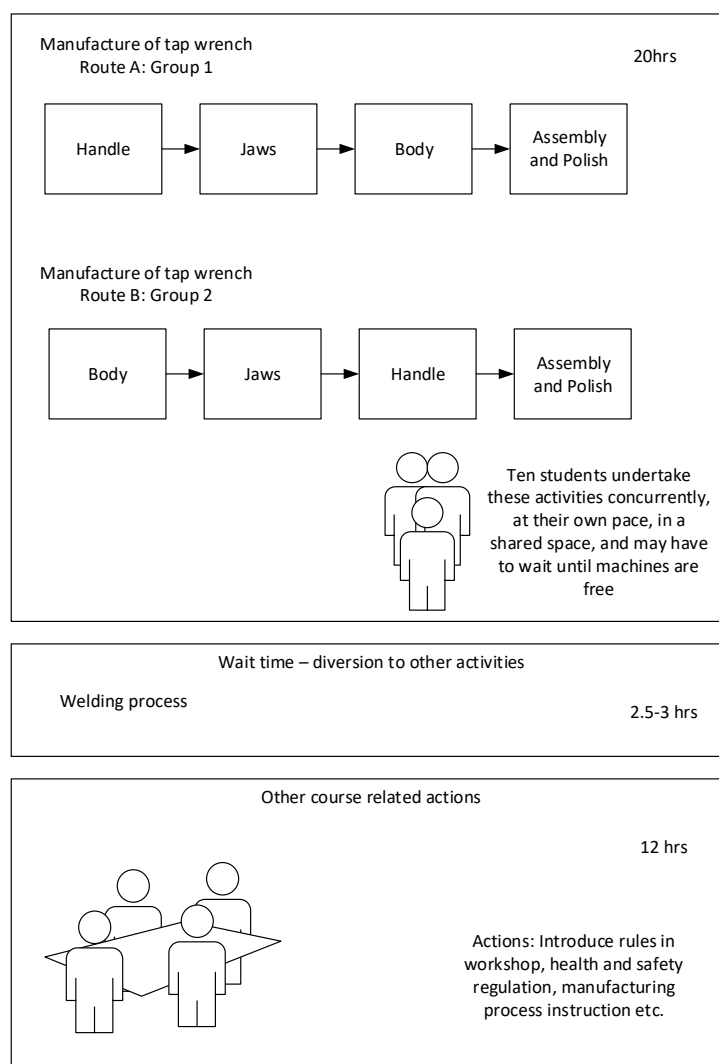 Manufacture of tap wrench
Route A: Group 1
20hrs
Handle
Jaws
Body
Assembly
and Polish
Manufacture of tap wrench
Route B: Group 2
Body
Jaws
Handle
Assembly
and Polish
Ten students undertake
these activities concurrently,
at their own pace, in a
shared space, and may have
to wait until machines are
free
Wait time – diversion to other activities
Welding process
2.5-3 hrs
Other course related actions
12 hrs
Actions: Introduce rules in
workshop, health and safety
regulation, manufacturing
process instruction etc.